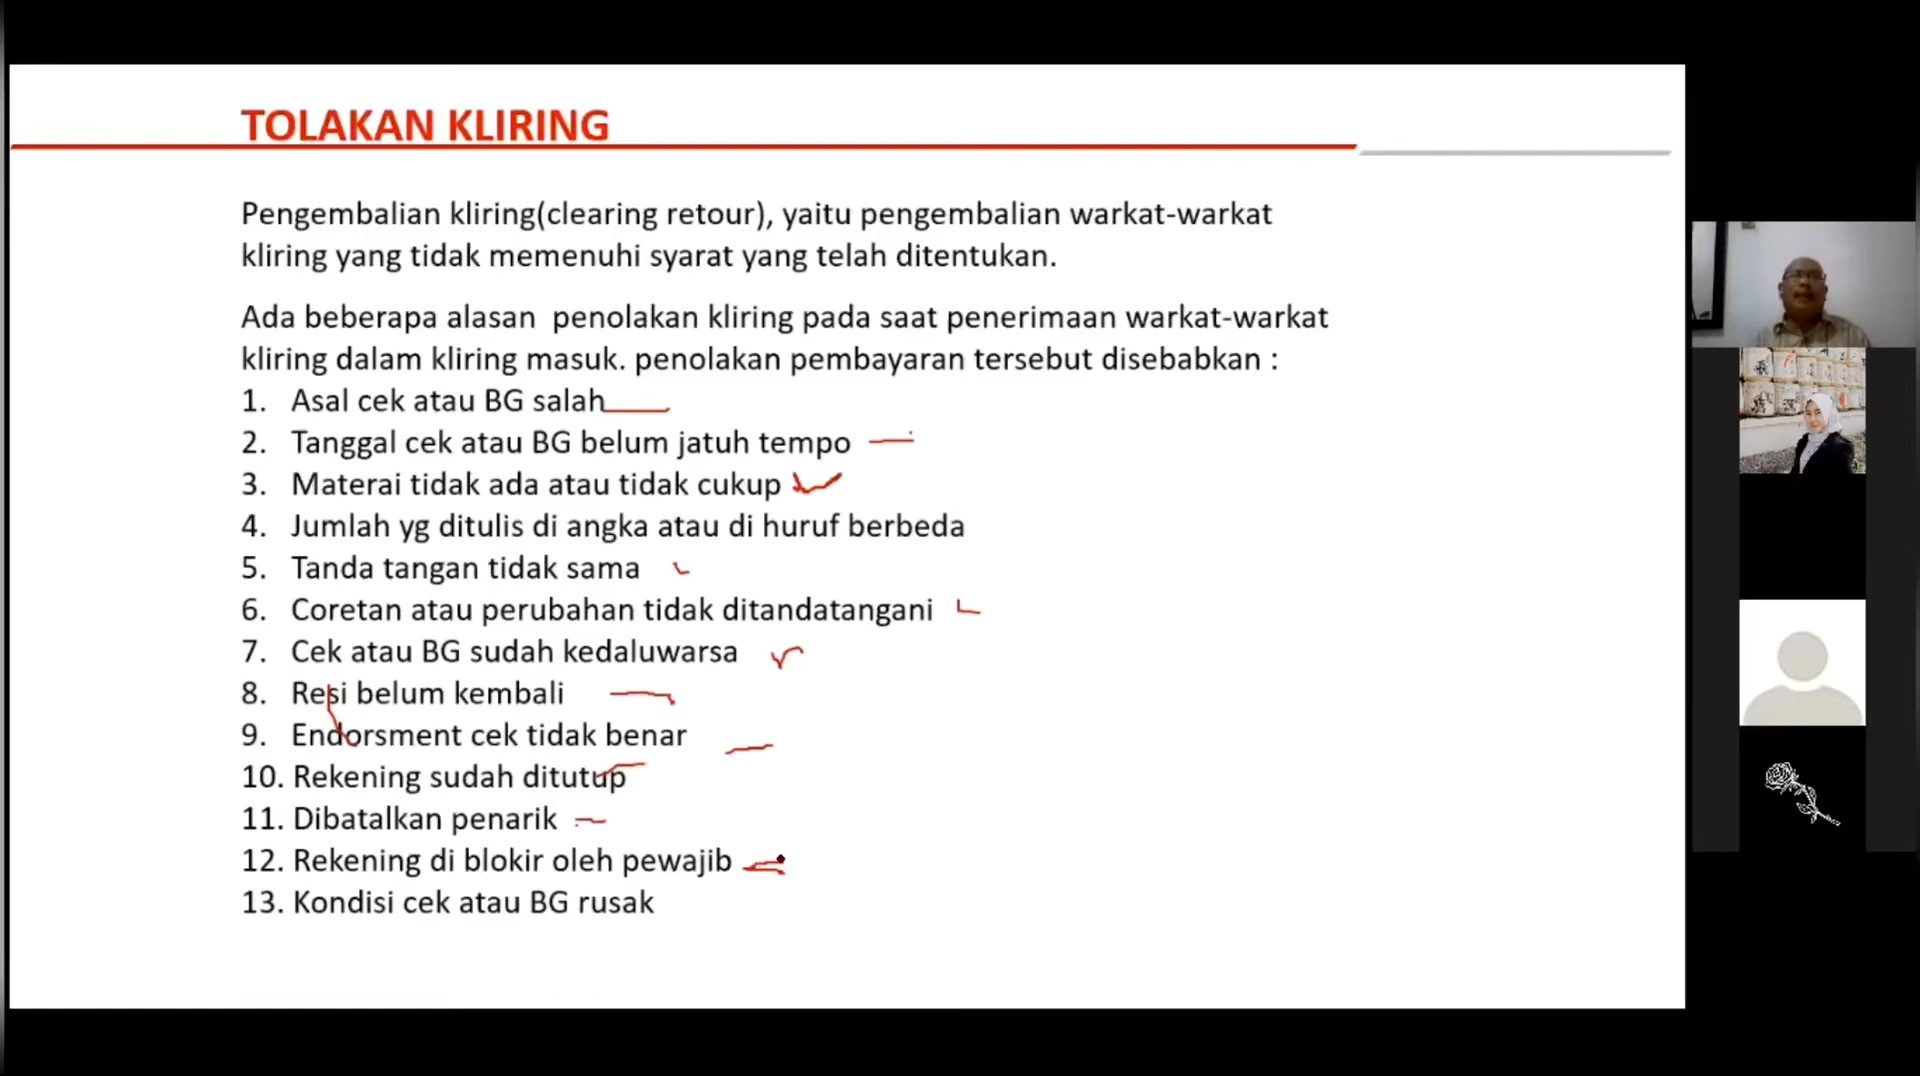 TOLAKAN KLIRING
Pengembalian kliring(clearing retour), yaitu pengembalian warkat-warkat
kliring yang tidak memenuhi syarat yang telah ditentukan.
Ada beberapa alasan  penolakan kliring pada saat penerimaan warkat-warkat
kliring dalam kliring masuk. penolakan pembayaran tersebut disebabkan :
1. Asal cek atau BG salah
2. Tanggal cek atau BG belum jatuh tempo
3. Materai tidak ada atau tidak cukup
4. Jumlah yg ditulis di angka atau di huruf berbeda
5. Tanda tangan tidak sama
6. Coretan atau perubahan tidak ditandatangani
7. Cek atau BG sudah kedaluwarsa
8. Resi belum kembali
9. Endorsment cek tidak benar
10. Rekening sudah ditutup
11. Dibatalkan penarik
12. Rekening di blokir oleh pewajib
13. Kondisi cek atau BG rusak